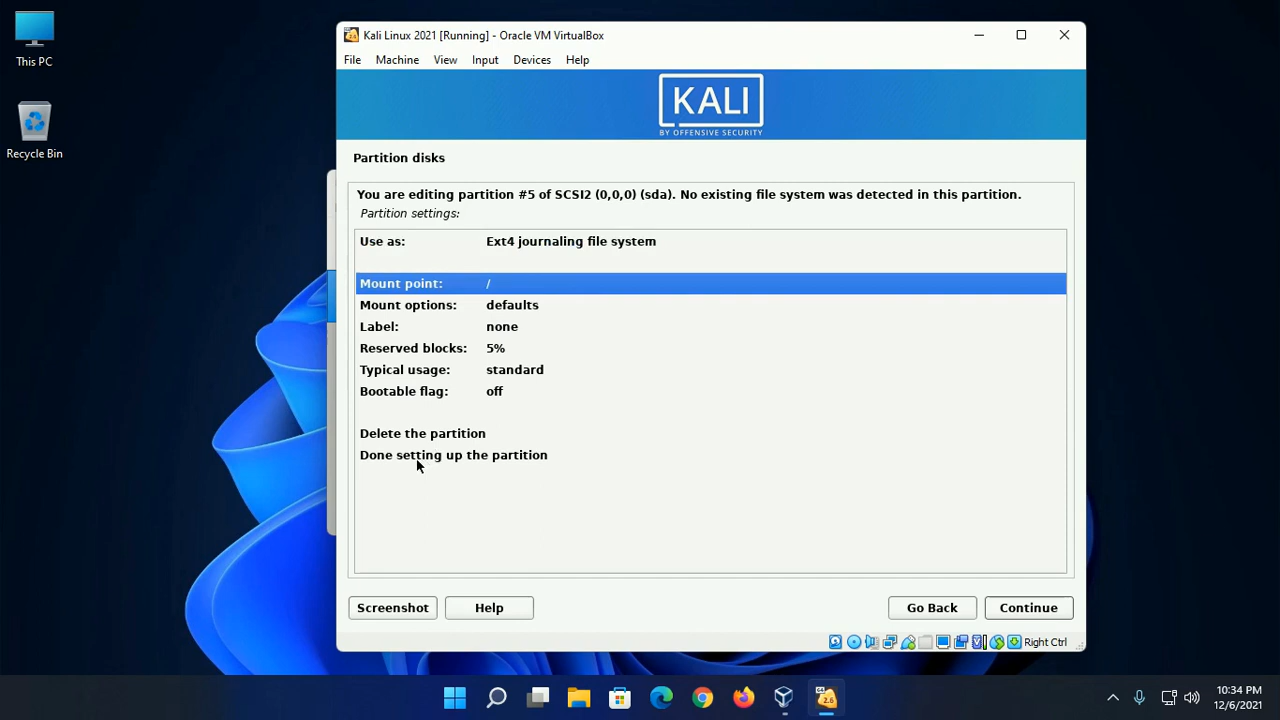 This PC
Recycle Bin
Kali Linux 2021 [Running] - Oracle VM VirtualBox
File Machine View Input Devices Help
KALI
BY OFFENSIVE SECURITY
Partition disks
You are editing partition #5 of SCSI2 (0,0,0) (sda). No existing file system was detected in this partition.
Partition settings:
Use as: Ext4 journaling file system
Mount point: /
Mount options: defaults
Label: none
Reserved blocks: 5%
Typical usage: standard
Bootable flag: off
Delete the partition
Done setting up the partition
Screenshot Help Go Back Continue
Right Ctrl
10:34 PM
12/6/2021